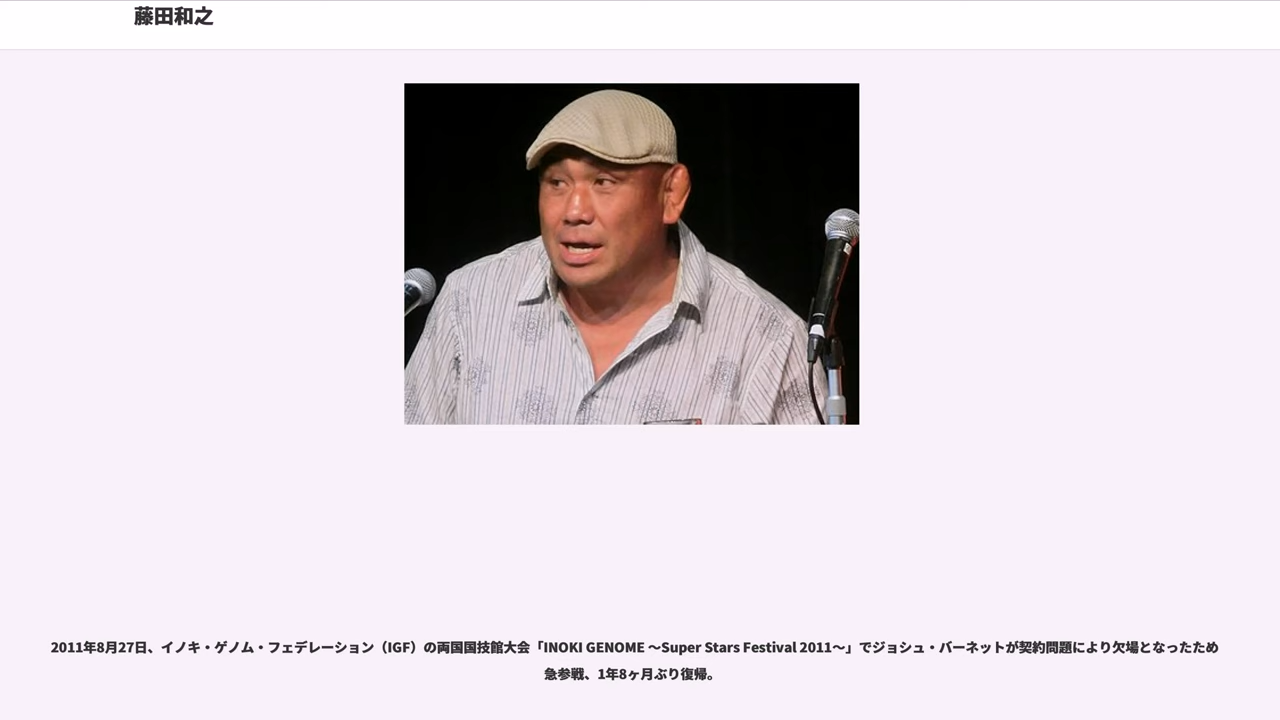 藤田和之
2011年8月27日、イノキ・ゲノム・フェデレーション（IGF）の両国国技館大会「INOKI GENOME 〜Super Stars Festival 2011〜」でジョシュ・バーネットが契約問題により欠場となったため
急参戦、1年8ヶ月ぶり復帰。